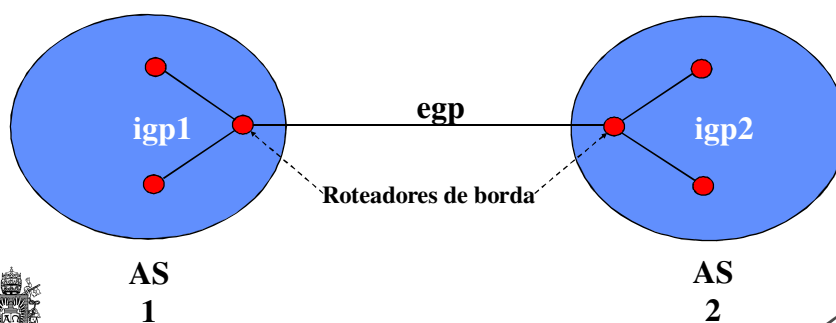 egp
igp1
igp2
Roteadores de borda
AS
1
AS
2